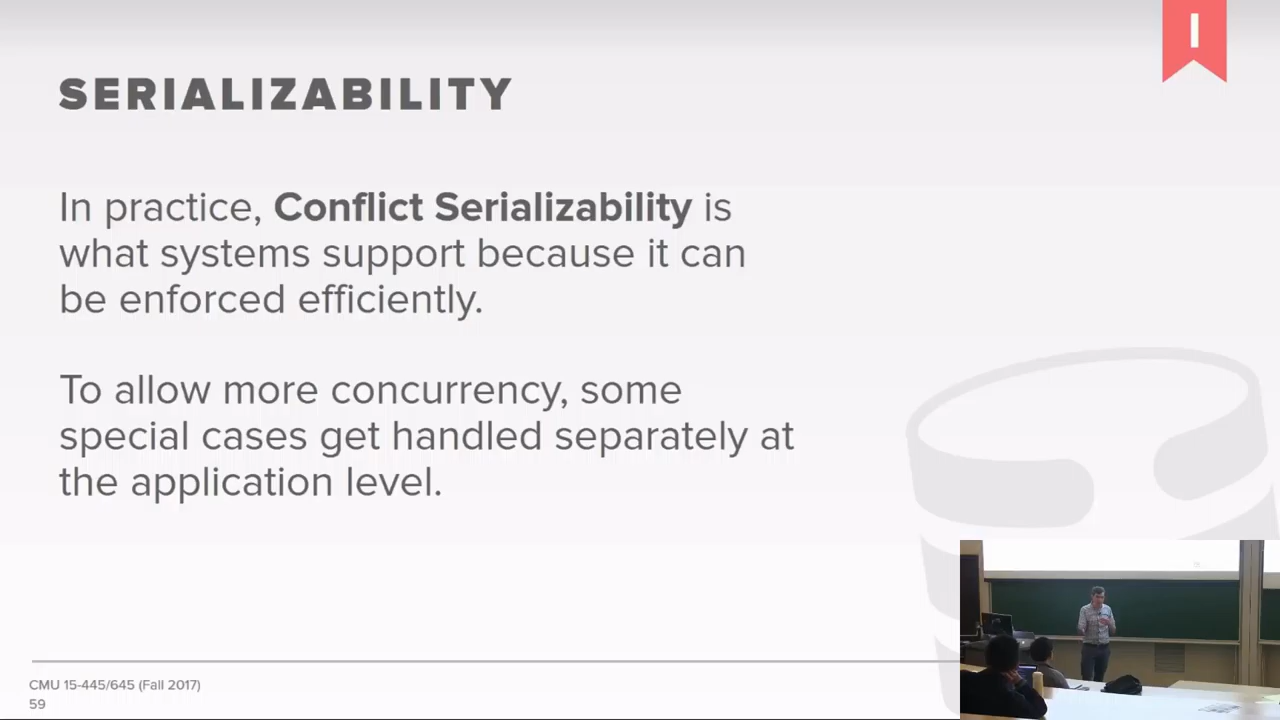 I
SERIALIZABILITY
In practice, Conflict Serializability is
what systems support because it can
be enforced efficiently.
To allow more concurrency, some
special cases get handled separately at
the application level.
CMU 15-445/645 (Fall 2017)
59